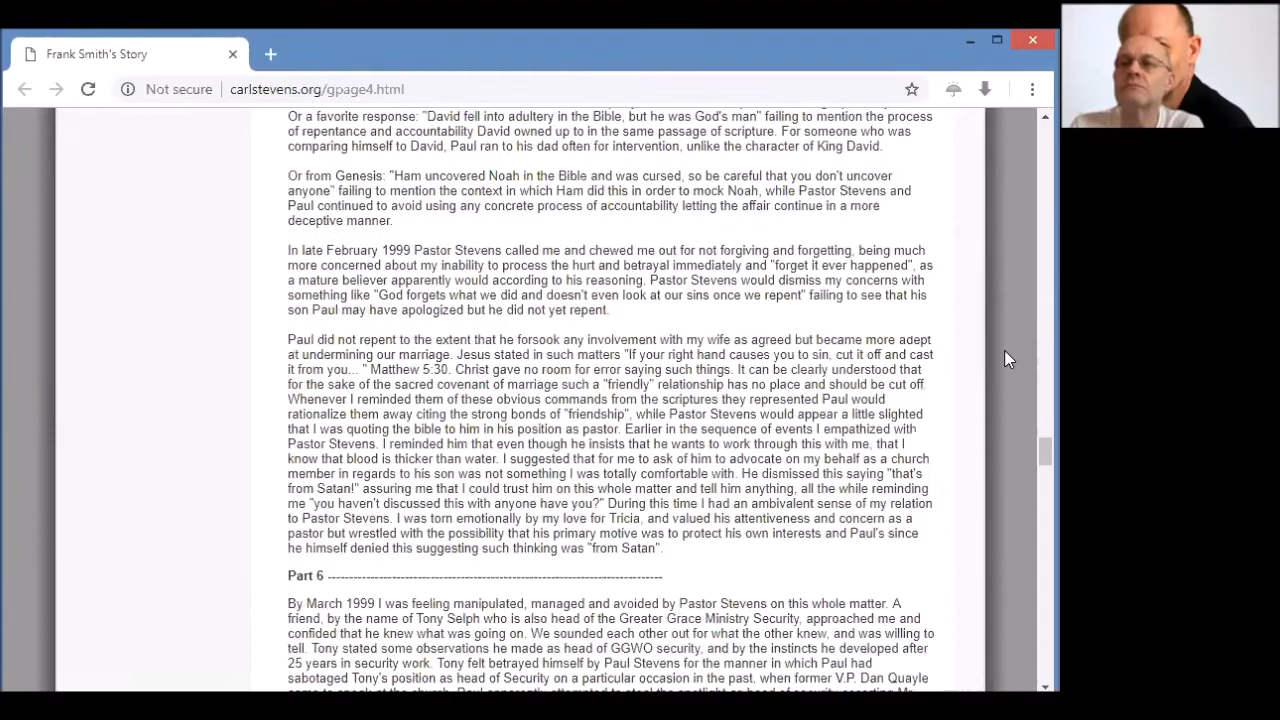 Frank Smith's Story
Not secure
carlstevens.org/gpage4.html
Or a favorite response: "David fell into adultery in the Bible, but he was God's man" failing to mention the process
of repentance and accountability David owned up to in the same passage of scripture. For someone who was
comparing himself to David, Paul ran to his dad often for intervention, unlike the character of King David.
Or from Genesis: "Ham uncovered Noah in the Bible and was cursed, so be careful that you don't uncover
anyone" failing to mention the context in which Ham did this in order to mock Noah, while Pastor Stevens and
Paul continued to avoid using any concrete process of accountability letting the affair continue in a more
deceptive manner.
In late February 1999 Pastor Stevens called me and chewed me out for not forgiving and forgetting, being much
more concerned about my inability to process the hurt and betrayal immediately and "forget it ever happened", as
a mature believer apparently would according to his reasoning. Pastor Stevens would dismiss my concerns with
something like "God forgets what we did and doesn't even look at our sins once we repent" failing to see that his
son Paul may have apologized but he did not yet repent.
Paul did not repent to the extent that he forsook any involvement with my wife as agreed but became more adept
at undermining our marriage. Jesus stated in such matters "If your right hand causes you to sin, cut it off and cast
it from you... " Matthew 5:30. Christ gave no room for error saying such things. It can be clearly understood that
for the sake of the sacred covenant of marriage such a "friendly" relationship has no place and should be cut off.
Whenever I reminded them of these obvious commands from the scriptures they represented Paul would
rationalize them away citing the strong bonds of "friendship", while Pastor Stevens would appear a little slighted
that I was quoting the bible to him in his position as pastor. Earlier in the sequence of events I empathized with
Pastor Stevens. I reminded him that even though he insists that he wants to work through this with me, that I
know that blood is thicker than water. I suggested that for me to ask of him to advocate on my behalf as a church
member in regards to his son was not something I was totally comfortable with. He dismissed this saying "that's
from Satan!" assuring me that I could trust him on this whole matter and tell him anything, all the while reminding
me "you haven't discussed this with anyone have you?" During this time I had an ambivalent sense of my relation
to Pastor Stevens. I was torn emotionally by my love for Tricia, and valued his attentiveness and concern as a
pastor but wrestled with the possibility that his primary motive was to protect his own interests and Paul's since
he himself denied this suggesting such thinking was "from Satan".
Part 6 -------------------------------------------------------------------
By March 1999 I was feeling manipulated, managed and avoided by Pastor Stevens on this whole matter. A
friend, by the name of Tony Selph who is also head of the Greater Grace Ministry Security, approached me and
confided that he knew what was going on. We sounded each other out for what the other knew, and was willing to
tell. Tony stated some observations he made as head of GGWO security, and by the instincts he developed after
25 years in security work. Tony felt betrayed himself by Paul Stevens for the manner in which Paul had
sabotaged Tony's position as head of Security on a particular occasion in the past, when former V.P. Dan Quayle